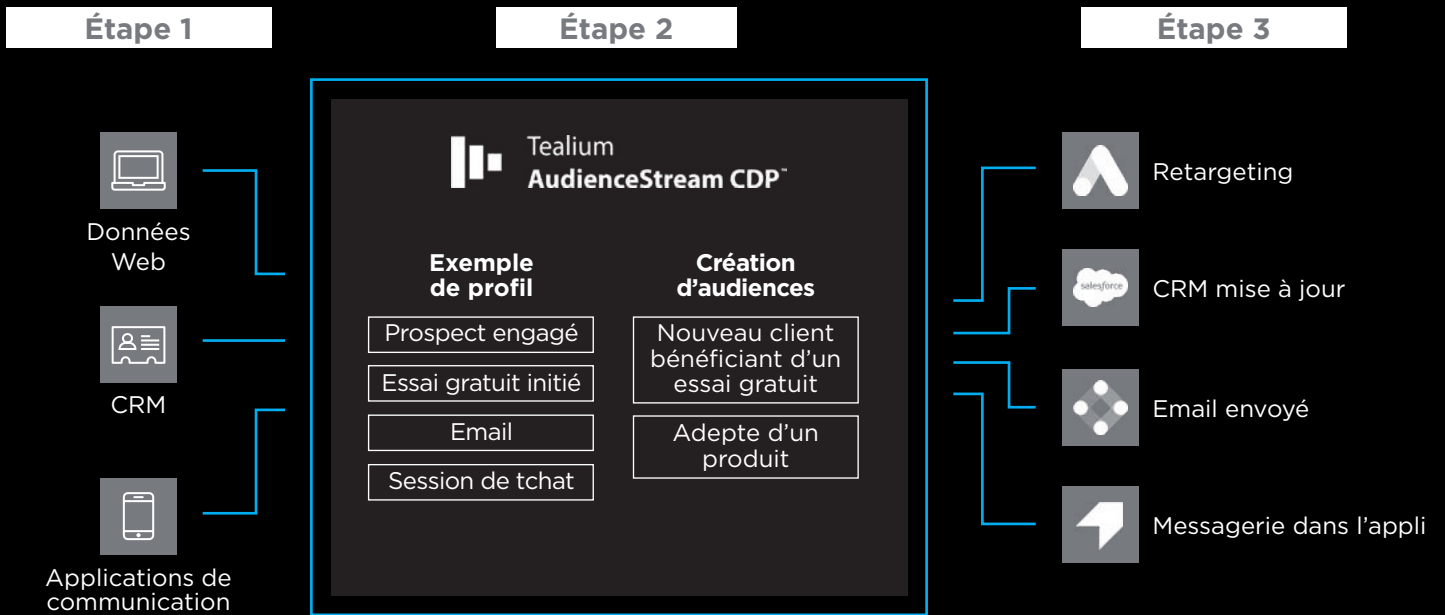 Étape 1
Étape 2
Étape 3
Données
Web
CRM
Applications de
communication
Tealium
AudienceStream CDP™
Exemple
de profil
Prospect engagé
Essai gratuit initié
Email
Session de tchat
Création
d’audiences
Nouveau client
bénéficiant d’un
essai gratuit
Adepte d’un
produit
Retargeting
salesforce
CRM mise à jour
Email envoyé
Messagerie dans l’appli